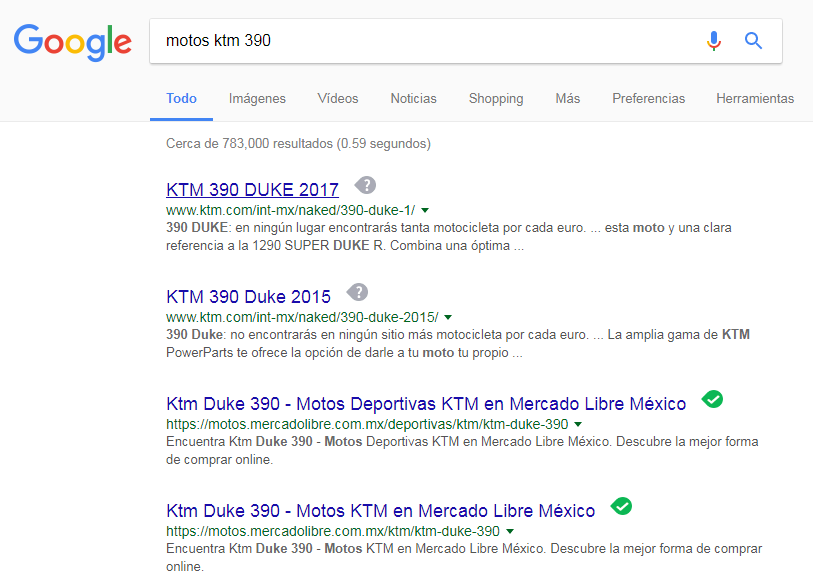 Google
motos ktm 390
Todo Imágenes Vídeos Noticias Shopping Más Preferencias Herramientas
Cerca de 783,000 resultados (0.59 segundos)
KTM 390 DUKE 2017 ?
www.ktm.com/int-mx/naked/390-duke-1/
390 DUKE: en ningún lugar encontrarás tanta motocicleta por cada euro. ... esta moto y una clara
referencia a la 1290 SUPER DUKE R. Combina una óptima ...
KTM 390 Duke 2015 ?
www.ktm.com/int-mx/naked/390-duke-2015/
390 Duke: no encontrarás en ningún sitio más motocicleta por cada euro. ... La amplia gama de KTM
PowerParts te ofrece la opción de darle a tu moto tu propio ...
Ktm Duke 390 - Motos Deportivas KTM en Mercado Libre México
https://motos.mercadolibre.com.mx/deportivas/ktm/ktm-duke-390
Encuentra Ktm Duke 390 - Motos Deportivas KTM en Mercado Libre México. Descubre la mejor forma
de comprar online.
Ktm Duke 390 - Motos KTM en Mercado Libre México
https://motos.mercadolibre.com.mx/ktm/ktm-duke-390
Encuentra Ktm Duke 390 - Motos KTM en Mercado Libre México. Descubre la mejor forma de comprar
online.